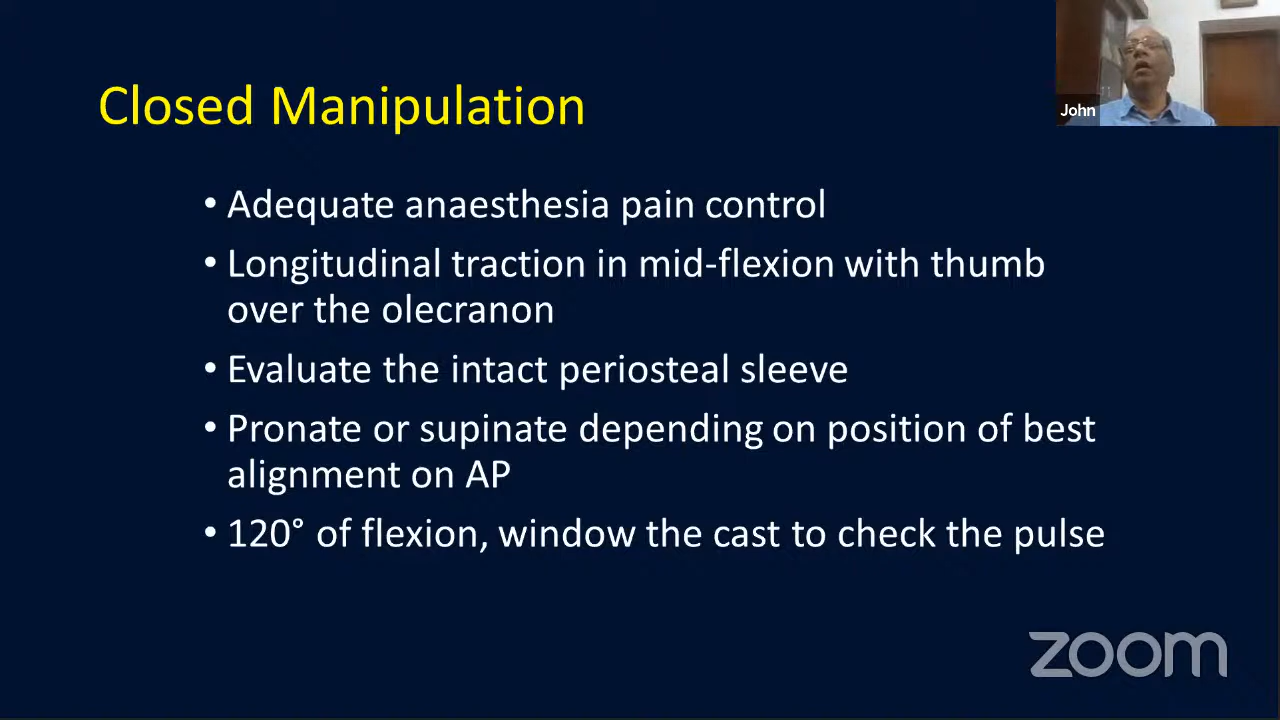 Closed Manipulation
John
• Adequate anaesthesia pain control
• Longitudinal traction in mid-flexion with thumb
over the olecranon
• Evaluate the intact periosteal sleeve
• Pronate or supinate depending on position of best
alignment on AP
• 120° of flexion, window the cast to check the pulse
zoom